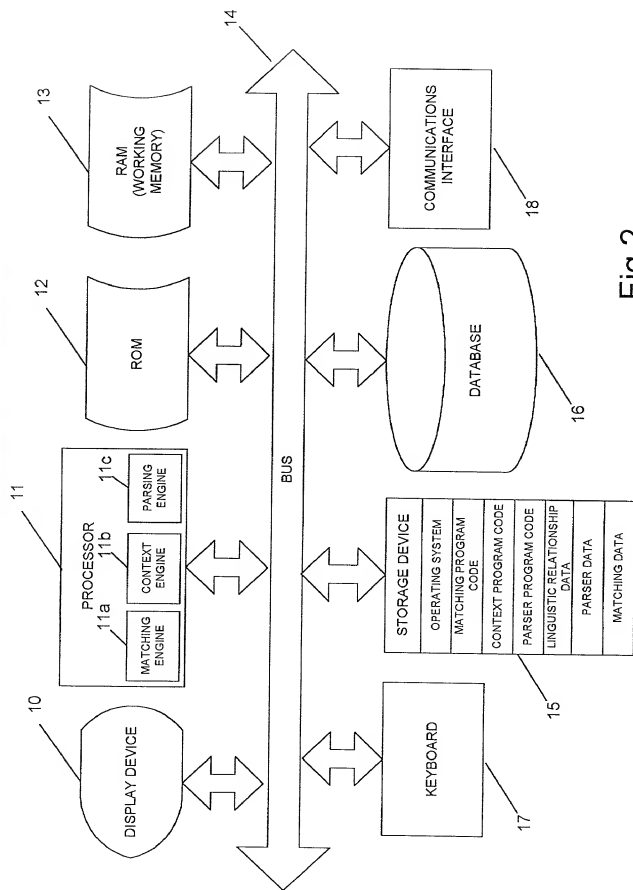 10
DISPLAY DEVICE
11
PROCESSOR
11a
11b
11c
MATCHING
ENGINE
CONTEXT
ENGINE
PARSING
ENGINE
12
ROM
13
RAM
(WORKING
MEMORY)
14
BUS
KEYBOARD
17
STORAGE DEVICE
OPERATING SYSTEM
MATCHING PROGRAM
CODE
CONTEXT PROGRAM CODE
PARSER PROGRAM CODE
LINGUISTIC RELATIONSHIP
DATA
PARSER DATA
MATCHING DATA
15
DATABASE
16
COMMUNICATIONS
INTERFACE
18